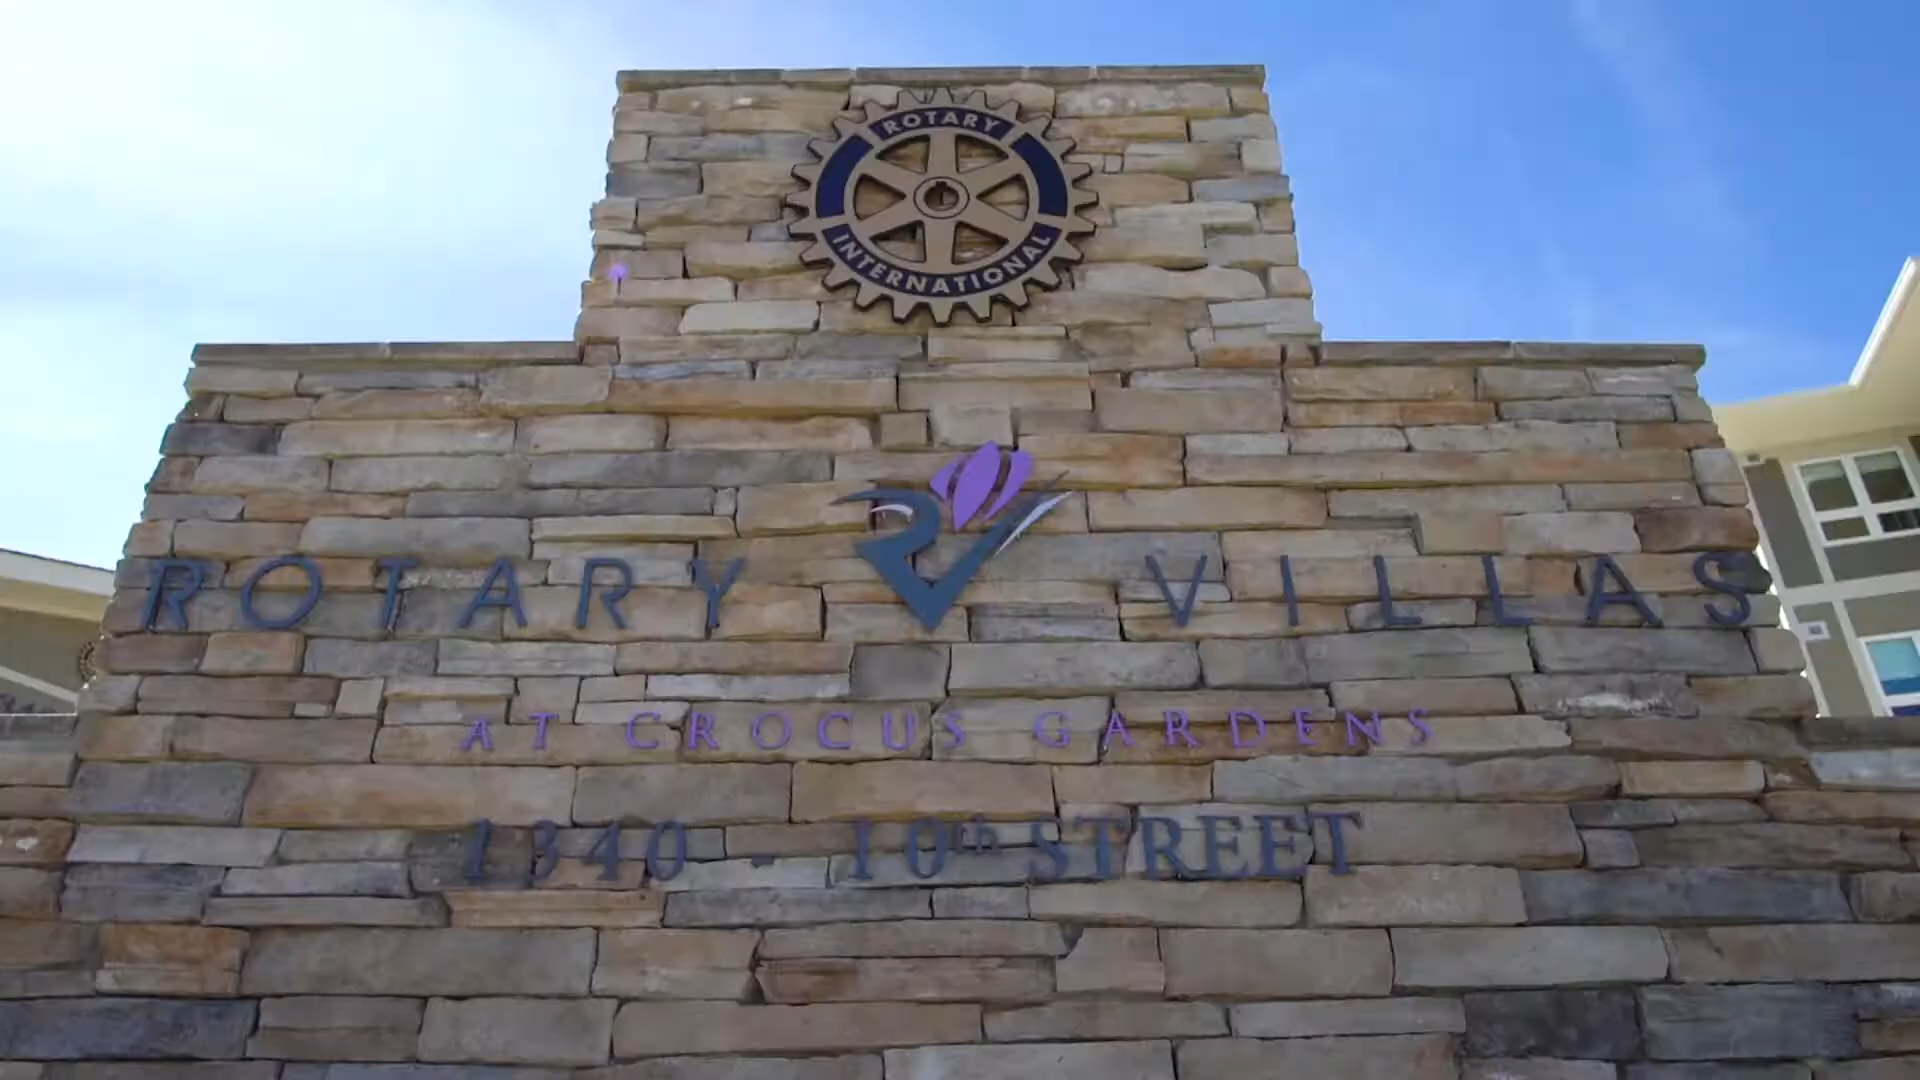 ROTARY
INTERNATIONAL
ROTARY VILLAS
AT CROCUS GARDENS
1340 - 10th STREET